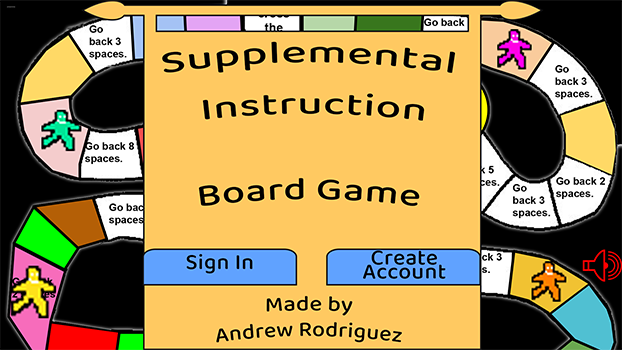 Go back
the
Go
back 3
spaces.
Supplemental
Instruction
Board Game
Go back
3
spaces.
Go back 8
spaces.
5
Go
back 3
spaces.
Go back 2
spaces.
Go back
spaces.
Sign In
Create
Account
back 3
Made by
Andrew Rodriguez